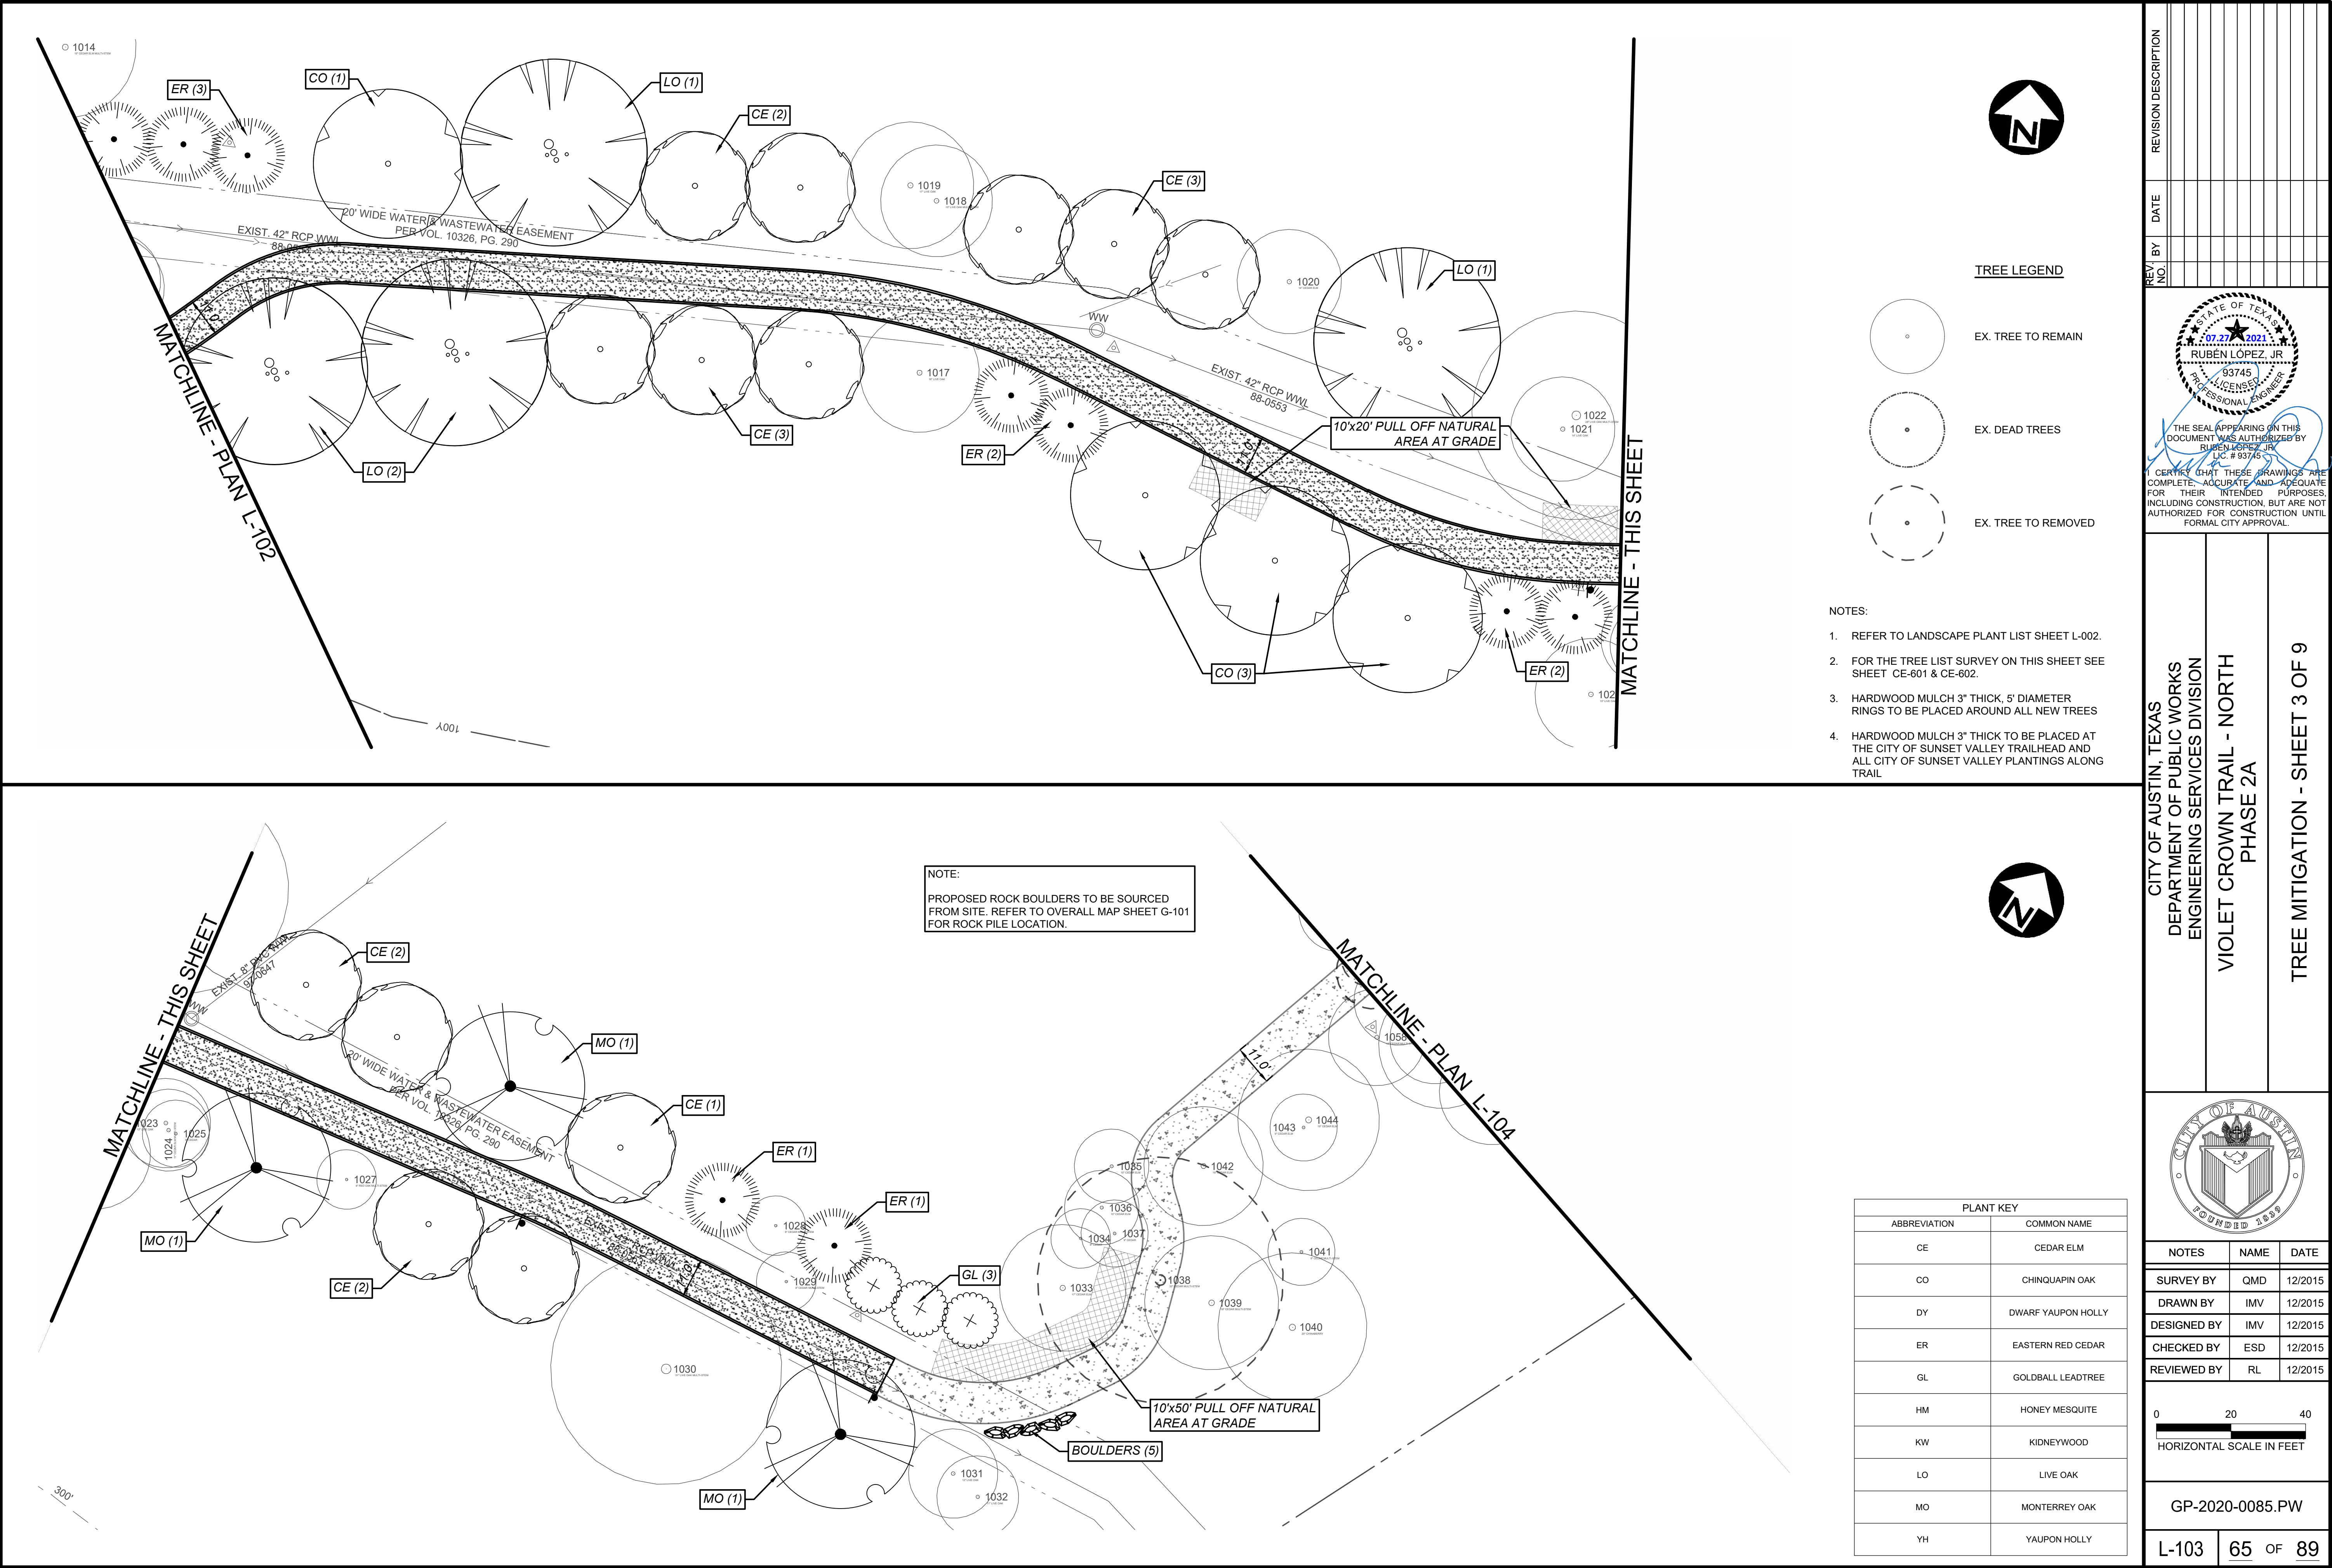 1014
ER (3)
CO (1)
LO (1)
CE (2)
1019
1018
CE (3)
20' WIDE WATER & WASTEWATER EASEMENT
PER VOL. 10326, PG. 290
EXIST. 42" RCP WWL
1020
LO (1)
WW
EXIST. 42" RCP WWL
88-0553
1017
CE (3)
ER (2)
LO (2)
10'x20' PULL OFF NATURAL
AREA AT GRADE
1022
1021
CO (3)
ER (2)
MATCHLINE - PLAN L-102
MATCHLINE - THIS SHEET
100Y
N
TREE LEGEND
EX. TREE TO REMAIN
EX. DEAD TREES
EX. TREE TO REMOVED
NOTES:
1. REFER TO LANDSCAPE PLANT LIST SHEET L-002.
2. FOR THE TREE LIST SURVEY ON THIS SHEET SEE
SHEET CE-601 & CE-602.
3. HARDWOOD MULCH 3" THICK, 5' DIAMETER
RINGS TO BE PLACED AROUND ALL NEW TREES
4. HARDWOOD MULCH 3" THICK TO BE PLACED AT
THE CITY OF SUNSET VALLEY TRAILHEAD AND
ALL CITY OF SUNSET VALLEY PLANTINGS ALONG
TRAIL
NOTE:
PROPOSED ROCK BOULDERS TO BE SOURCED
FROM SITE. REFER TO OVERALL MAP SHEET G-101
FOR ROCK PILE LOCATION.
MATCHLINE - THIS SHEET
MATCHLINE - PLAN L-104
N
EXIST. 8" PVC WWL
97-0647
WW
CE (2)
MO (1)
20' WIDE WATER & WASTEWATER EASEMENT
PER VOL. 10326, PG. 290
CE (1)
ER (1)
ER (1)
GL (3)
1023
1024
1025
1027
MO (1)
CE (2)
1028
1029
1030
11.0'
11.0'
1058
1044
1043
1042
1035
1036
1037
1034
1033
1038
1039
1040
1041
10'x50' PULL OFF NATURAL
AREA AT GRADE
BOULDERS (5)
MO (1)
1031
1032
300'
PLANT KEY
ABBREVIATION COMMON NAME
CE CEDAR ELM
CO CHINQUAPIN OAK
DY DWARF YAUPON HOLLY
ER EASTERN RED CEDAR
GL GOLDBALL LEADTREE
HM HONEY MESQUITE
KW KIDNEYWOOD
LO LIVE OAK
MO MONTERREY OAK
YH YAUPON HOLLY
REV. NO. BY DATE REVISION DESCRIPTION
STATE OF TEXAS
07.27 2021
RUBÉN LÓPEZ, JR
93745
LICENSED
PROFESSIONAL ENGINEER
THE SEAL APPEARING ON THIS
DOCUMENT WAS AUTHORIZED BY
RUBEN LOPEZ, JR
LIC. # 93745
I CERTIFY THAT THESE DRAWINGS ARE
COMPLETE, ACCURATE AND ADEQUATE
FOR THEIR INTENDED PURPOSES,
INCLUDING CONSTRUCTION, BUT ARE NOT
AUTHORIZED FOR CONSTRUCTION UNTIL
FORMAL CITY APPROVAL.
CITY OF AUSTIN, TEXAS
DEPARTMENT OF PUBLIC WORKS
ENGINEERING SERVICES DIVISION
VIOLET CROWN TRAIL - NORTH
PHASE 2A
TREE MITIGATION - SHEET 3 OF 9
CITY OF AUSTIN
FOUNDED 1839
NOTES NAME DATE
SURVEY BY QMD 12/2015
DRAWN BY IMV 12/2015
DESIGNED BY IMV 12/2015
CHECKED BY ESD 12/2015
REVIEWED BY RL 12/2015
0 20 40
HORIZONTAL SCALE IN FEET
GP-2020-0085.PW
L-103 65 OF 89